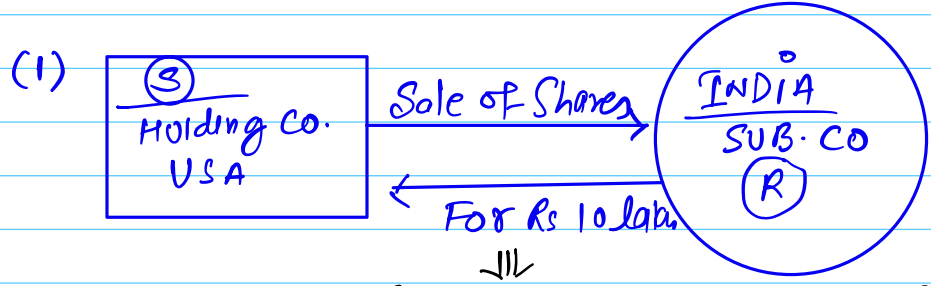 (1)
S
Holding Co.
USA
Sale of Shares
For Rs 10 lakh
INDIA
SUB. CO
R